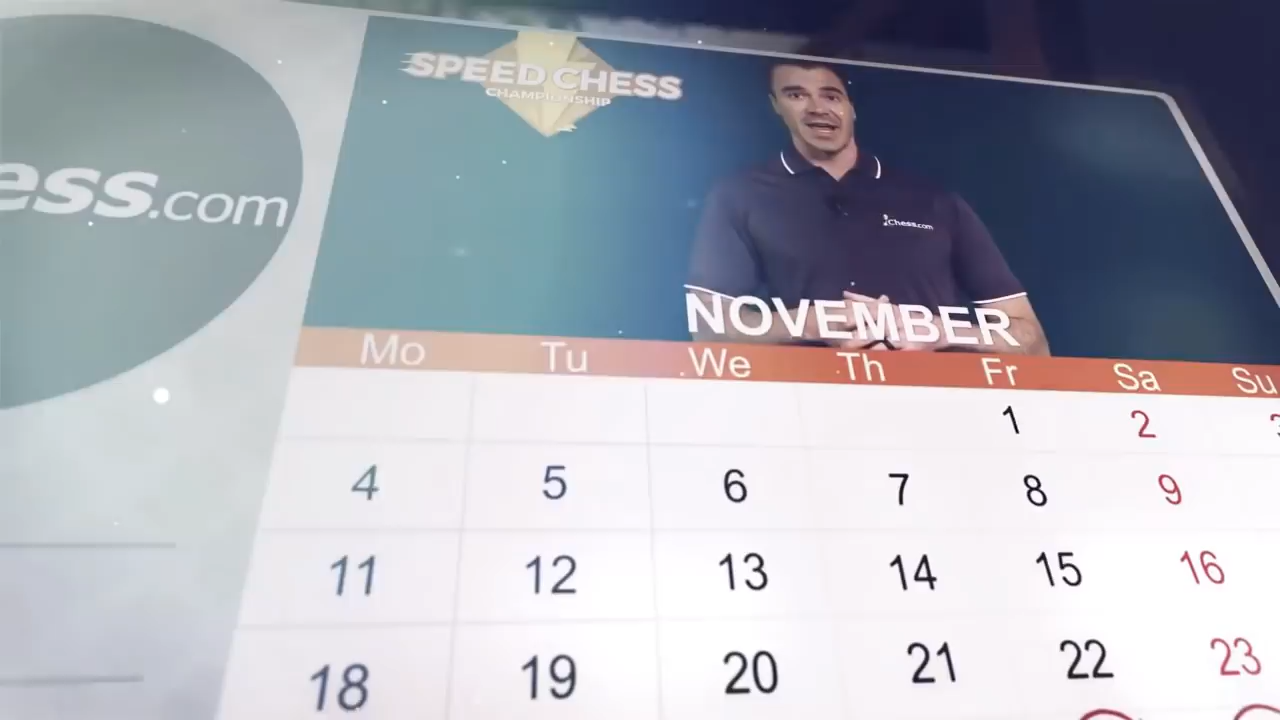 SPEED CHESS
CHAMPIONSHIP
ess.com
Chess.com
NOVEMBER
Mo Tu We Th Fr Sa Su
1 2 3
4 5 6 7 8 9
11 12 13 14 15 16
18 19 20 21 22 23